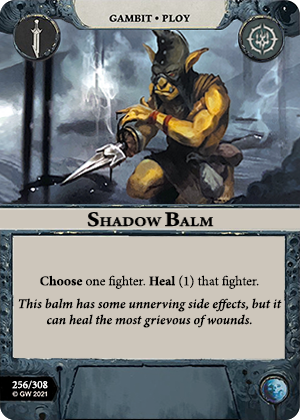 GAMBIT • PLOY
SHADOW BALM
Choose one fighter. Heal (1) that fighter.
This balm has some unnerving side effects, but it
can heal the most grievous of wounds.
256/308
© GW 2021